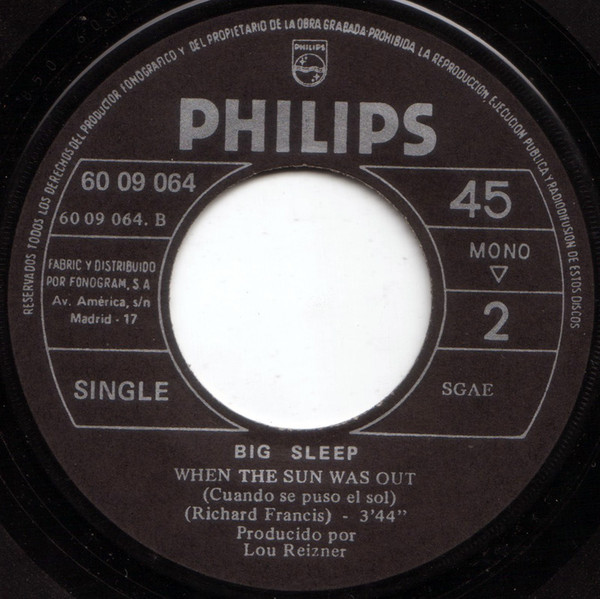 RESERVADOS TODOS LOS DERECHOS DEL PRODUCTOR FONOGRAFICO Y DEL PROPIETARIO DE LA OBRA GRABADA·PROHIBIDA LA REPRODUCCION, EJECUCION PUBLICA Y RADIODIFUSION DE ESTOS DISCOS
PHILIPS
PHILIPS
60 09 064
60 09 064. B
45
MONO
2
FABRIC Y DISTRIBUIDO
POR FONOGRAM, S.A
Av. América, s/n
Madrid - 17
SINGLE
SGAE
BIG SLEEP
WHEN THE SUN WAS OUT
(Cuando se puso el sol)
(Richard Francis) - 3'44"
Producido por
Lou Reizner